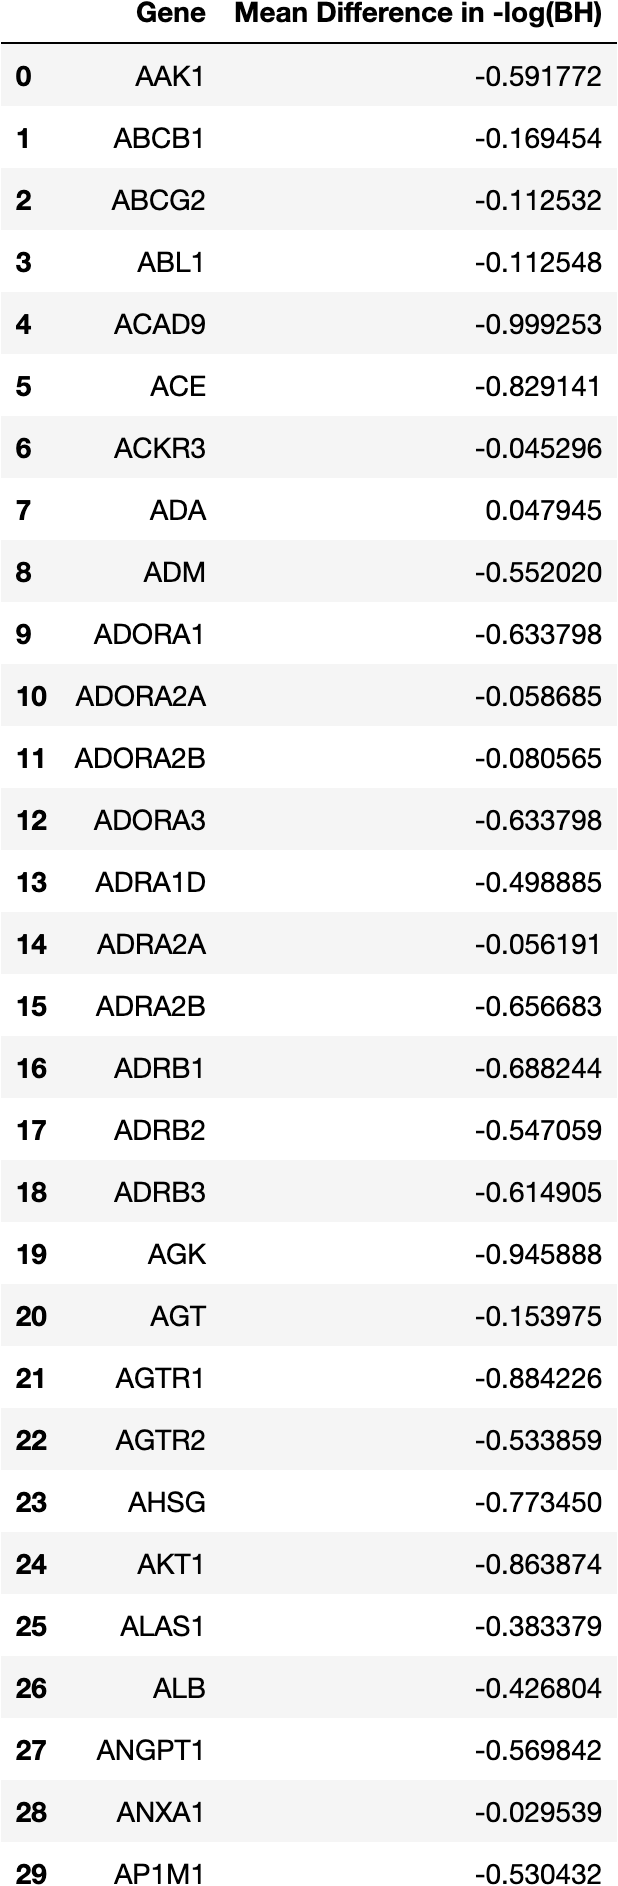 Gene Mean Difference in -log(BH)
0 AAK1 -0.591772
1 ABCB1 -0.169454
2 ABCG2 -0.112532
3 ABL1 -0.112548
4 ACAD9 -0.999253
5 ACE -0.829141
6 ACKR3 -0.045296
7 ADA 0.047945
8 ADM -0.552020
9 ADORA1 -0.633798
10 ADORA2A -0.058685
11 ADORA2B -0.080565
12 ADORA3 -0.633798
13 ADRA1D -0.498885
14 ADRA2A -0.056191
15 ADRA2B -0.656683
16 ADRB1 -0.688244
17 ADRB2 -0.547059
18 ADRB3 -0.614905
19 AGK -0.945888
20 AGT -0.153975
21 AGTR1 -0.884226
22 AGTR2 -0.533859
23 AHSG -0.773450
24 AKT1 -0.863874
25 ALAS1 -0.383379
26 ALB -0.426804
27 ANGPT1 -0.569842
28 ANXA1 -0.029539
29 AP1M1 -0.530432